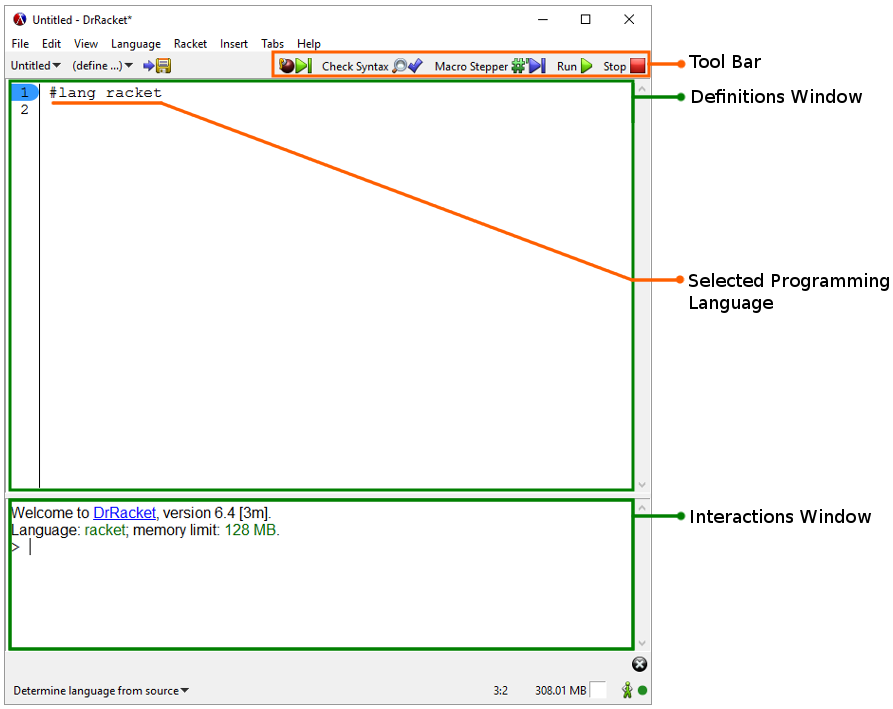 Untitled - DrRacket*
File Edit View Language Racket Insert Tabs Help
Untitled (define ...) Check Syntax Macro Stepper Run Stop
Tool Bar
Definitions Window
1 #lang racket
2
Selected Programming
Language
Welcome to DrRacket, version 6.4 [3m].
Language: racket; memory limit: 128 MB.
>
Interactions Window
Determine language from source 3:2 308.01 MB